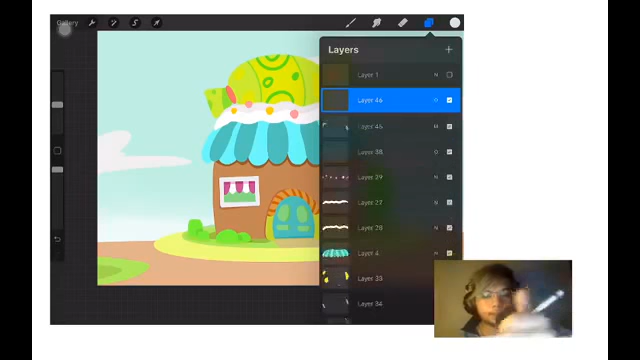 Gallery
Layers
Layer 1 N
Layer 46 O
Layer 45 M
Layer 38 O
Layer 29 N
Layer 27 N
Layer 28 N
Layer 4 N
Layer 33
Layer 34